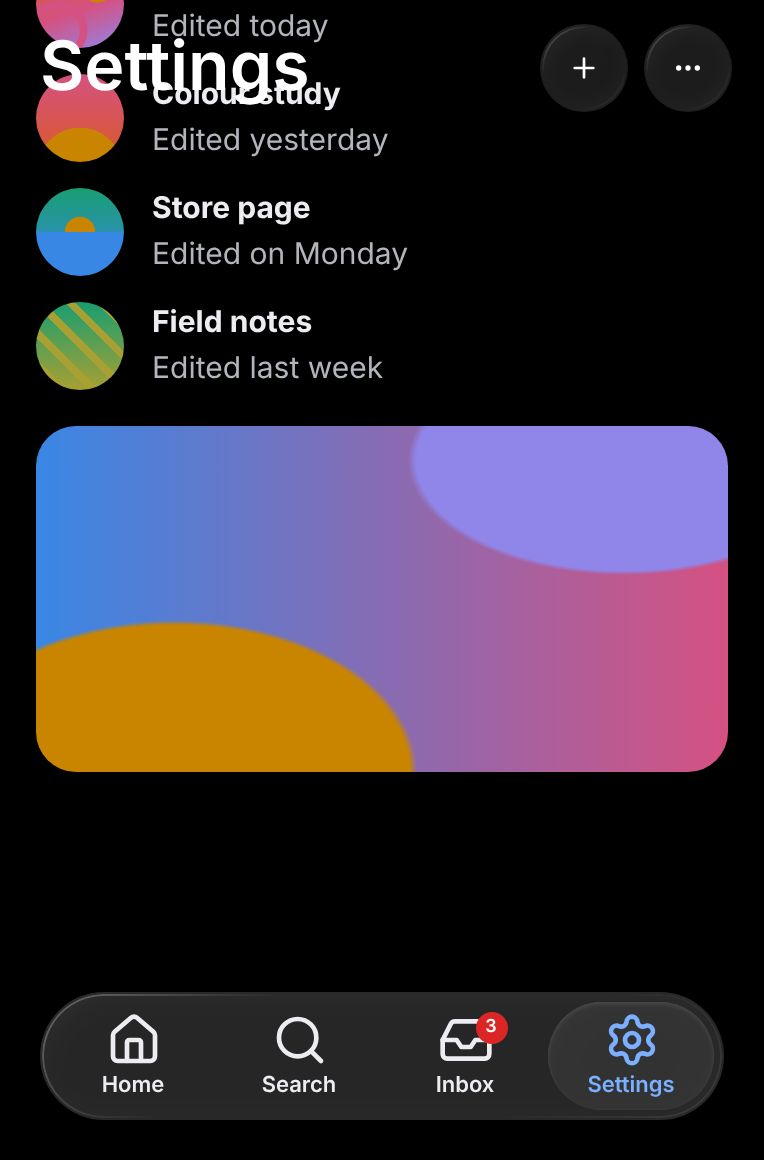 Edited today
Settings
Colour study
Edited yesterday
Store page
Edited on Monday
Field notes
Edited last week
3
Home
Search
Inbox
Settings